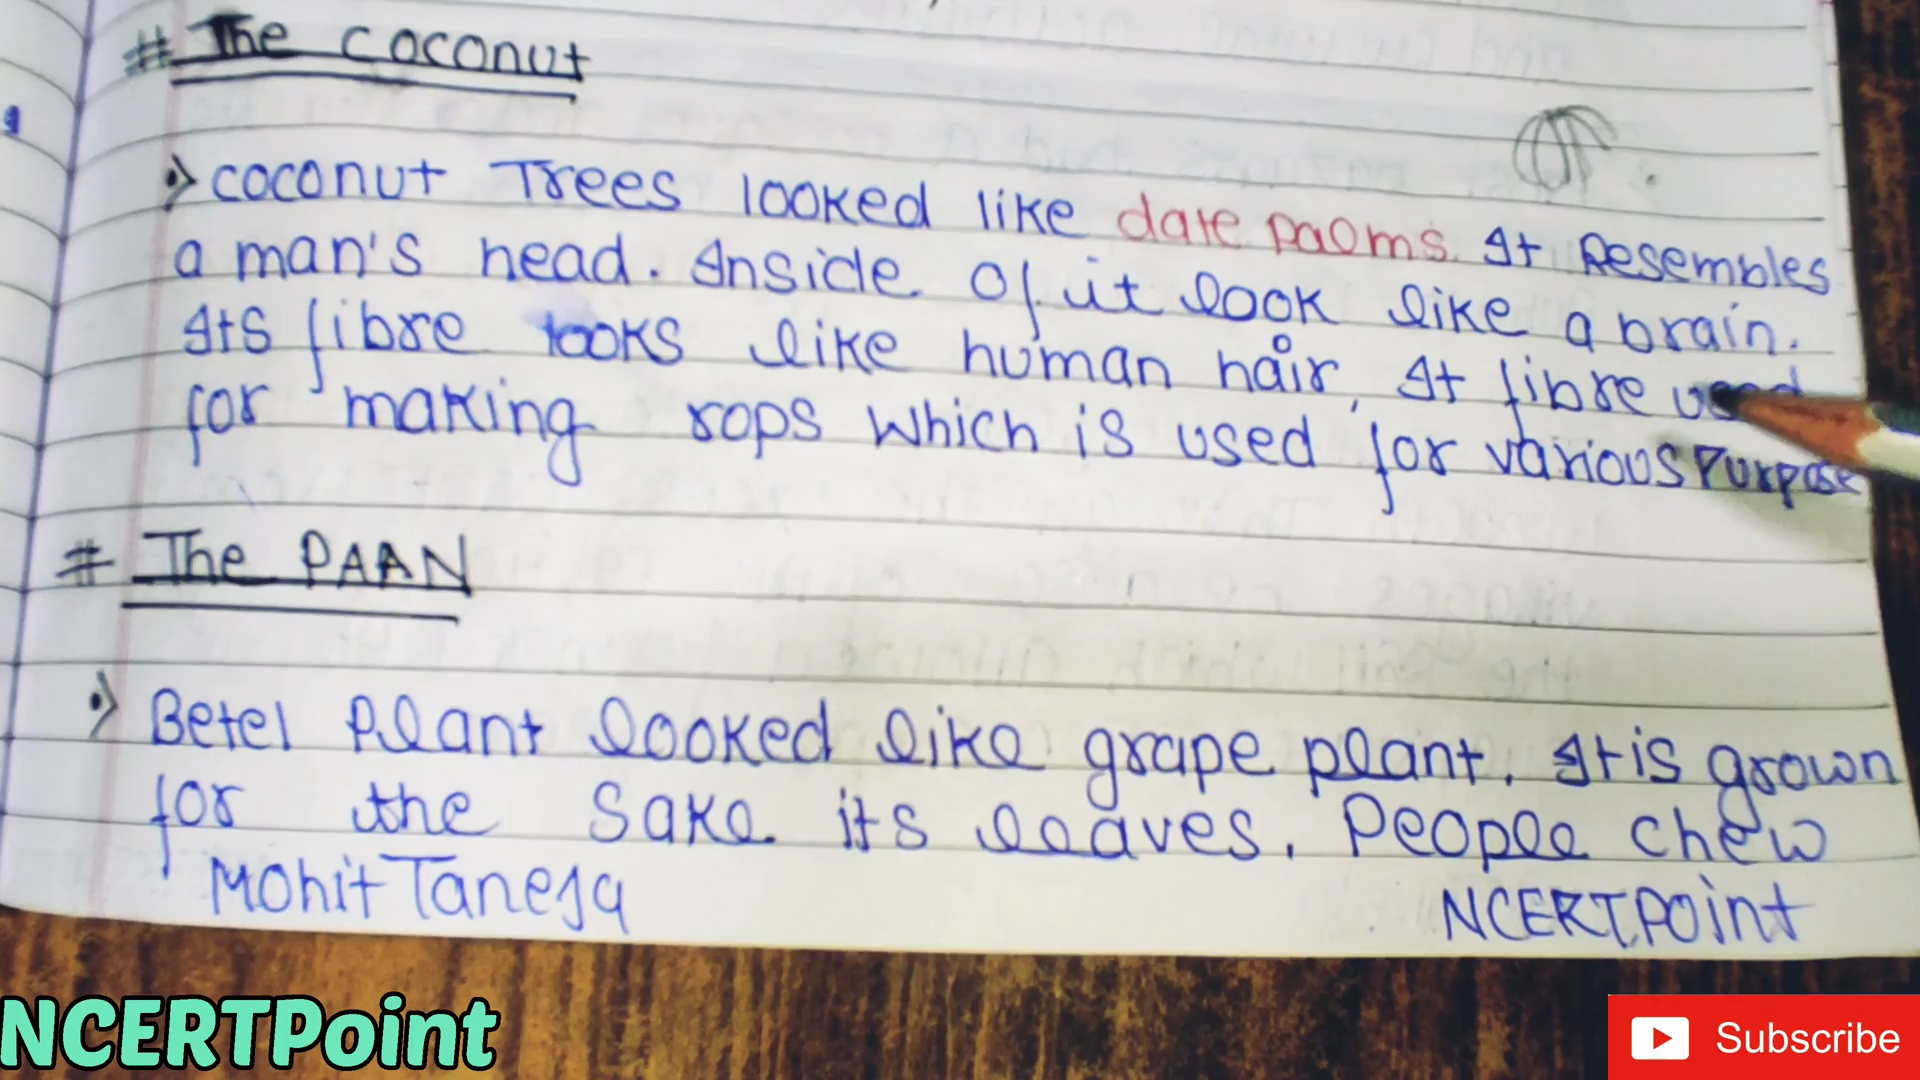 # The coconut
•> coconut Trees looked like date Palms. It Resembles
a man's head. Inside of it look like a brain.
Its fibre looks like human hair, It fibre used
for making rops which is used for various Purpose
# The PAAN
•) Betel Plant looked like grape plant. It is grown
for the sake its leaves. People chew
Mohit Taneja
NCERTPoint
NCERTPoint
Subscribe